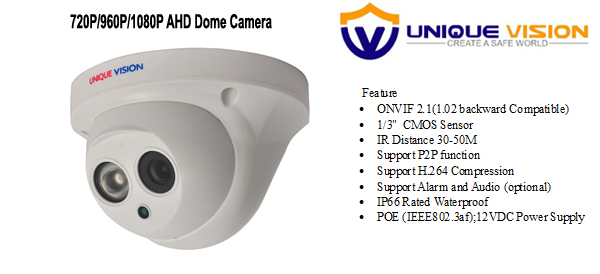 720P/960P/1080P AHD Dome Camera
UNIQUE VISION
UNIQUE VISION
CREATE A SAFE WORLD
Feature
• ONVIF 2.1(1.02 backward Compatible)
• 1/3" CMOS Sensor
• IR Distance 30-50M
• Support P2P function
• Support H.264 Compression
• Support Alarm and Audio (optional)
• IP66 Rated Waterproof
• POE (IEEE802.3af);12VDC Power Supply